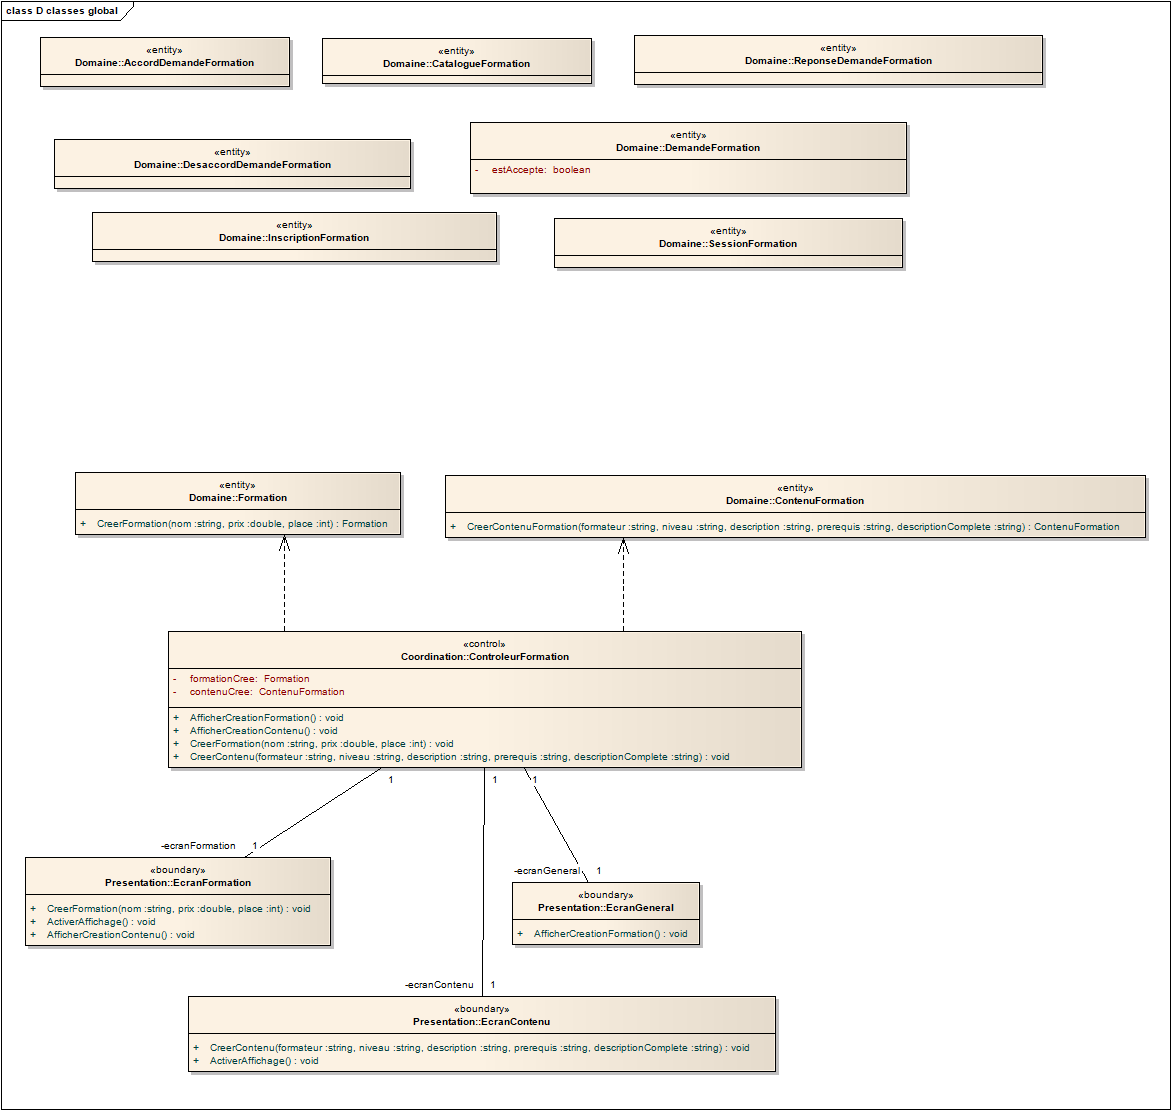 class D classes global
«entity»
Domaine::AccordDemandeFormation
«entity»
Domaine::CatalogueFormation
«entity»
Domaine::ReponseDemandeFormation
«entity»
Domaine::DesaccordDemandeFormation
«entity»
Domaine::DemandeFormation
- estAccepte: boolean
«entity»
Domaine::InscriptionFormation
«entity»
Domaine::SessionFormation
«entity»
Domaine::Formation
+ CreerFormation(nom :string, prix :double, place :int) : Formation
«entity»
Domaine::ContenuFormation
+ CreerContenuFormation(formateur :string, niveau :string, description :string, prerequis :string, descriptionComplete :string) : ContenuFormation
«control»
Coordination::ControleurFormation
- formationCree: Formation
- contenuCree: ContenuFormation
+ AfficherCreationFormation() : void
+ AfficherCreationContenu() : void
+ CreerFormation(nom :string, prix :double, place :int) : void
+ CreerContenu(formateur :string, niveau :string, description :string, prerequis :string, descriptionComplete :string) : void
1
1
1
-ecranFormation 1
«boundary»
Presentation::EcranFormation
+ CreerFormation(nom :string, prix :double, place :int) : void
+ ActiverAffichage() : void
+ AfficherCreationContenu() : void
-ecranGeneral 1
«boundary»
Presentation::EcranGeneral
+ AfficherCreationFormation() : void
-ecranContenu 1
«boundary»
Presentation::EcranContenu
+ CreerContenu(formateur :string, niveau :string, description :string, prerequis :string, descriptionComplete :string) : void
+ ActiverAffichage() : void